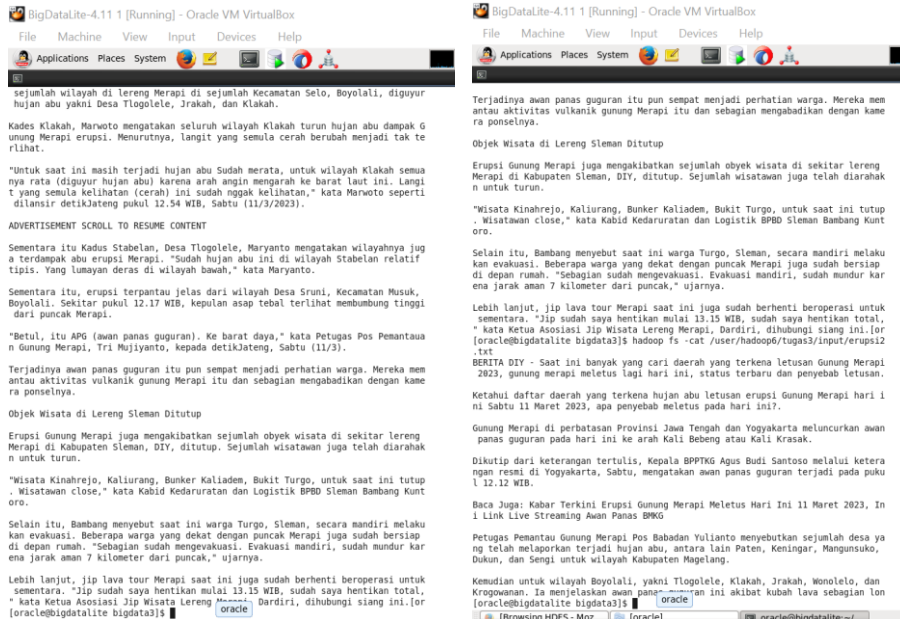 BigDataLite-4.11 1 [Running] - Oracle VM VirtualBox
File Machine View Input Devices Help
Applications Places System
sejumlah wilayah di lereng Merapi di sejumlah Kecamatan Selo, Boyolali, diguyur
hujan abu yakni Desa Tlogolele, Jrakah, dan Klakah.
Kades Klakah, Marwoto mengatakan seluruh wilayah Klakah turun hujan abu dampak G
unung Merapi erupsi. Menurutnya, langit yang semula cerah berubah menjadi tak te
rlihat.
"Untuk saat ini masih terjadi hujan abu Sudah merata, untuk wilayah Klakah semua
nya rata (diguyur hujan abu) karena arah angin mengarah ke barat laut ini. Langi
t yang semula kelihatan (cerah) ini sudah nggak kelihatan," kata Marwoto seperti
dilansir detikJateng pukul 12.54 WIB, Sabtu (11/3/2023).
ADVERTISEMENT SCROLL TO RESUME CONTENT
Sementara itu Kadus Stabelan, Desa Tlogolele, Maryanto mengatakan wilayahnya jug
a terdampak abu erupsi Merapi. "Sudah hujan abu ini di wilayah Stabelan relatif
tipis. Yang lumayan deras di wilayah bawah," kata Maryanto.
Sementara itu, erupsi terpantau jelas dari wilayah Desa Sruni, Kecamatan Musuk,
Boyolali. Sekitar pukul 12.17 WIB, kepulan asap tebal terlihat membumbung tinggi
dari puncak Merapi.
"Betul, itu APG (awan panas guguran). Ke barat daya," kata Petugas Pos Pemantaua
n Gunung Merapi, Tri Mujiyanto, kepada detikJateng, Sabtu (11/3).
Terjadinya awan panas guguran itu pun sempat menjadi perhatian warga. Mereka mem
antau aktivitas vulkanik gunung Merapi itu dan sebagian mengabadikan dengan kame
ra ponselnya.
Objek Wisata di Lereng Sleman Ditutup
Erupsi Gunung Merapi juga mengakibatkan sejumlah obyek wisata di sekitar lereng
Merapi di Kabupaten Sleman, DIY, ditutup. Sejumlah wisatawan juga telah diarahak
n untuk turun.
"Wisata Kinahrejo, Kaliurang, Bunker Kaliadem, Bukit Turgo, untuk saat ini tutup
. Wisatawan close," kata Kabid Kedaruratan dan Logistik BPBD Sleman Bambang Kunt
oro.
Selain itu, Bambang menyebut saat ini warga Turgo, Sleman, secara mandiri melaku
kan evakuasi. Beberapa warga yang dekat dengan puncak Merapi juga sudah bersiap
di depan rumah. "Sebagian sudah mengevakuasi. Evakuasi mandiri, sudah mundur kar
ena jarak aman 7 kilometer dari puncak," ujarnya.
Lebih lanjut, jip lava tour Merapi saat ini juga sudah berhenti beroperasi untuk
sementara. "Jip sudah saya hentikan mulai 13.15 WIB, sudah saya hentikan total,
" kata Ketua Asosiasi Jip Wisata Lereng Merapi, Dardiri, dihubungi siang ini.[or
[oracle@bigdatalite bigdata3]$
oracle
BigDataLite-4.11 1 [Running] - Oracle VM VirtualBox
File Machine View Input Devices Help
Applications Places System
Terjadinya awan panas guguran itu pun sempat menjadi perhatian warga. Mereka mem
antau aktivitas vulkanik gunung Merapi itu dan sebagian mengabadikan dengan kame
ra ponselnya.
Objek Wisata di Lereng Sleman Ditutup
Erupsi Gunung Merapi juga mengakibatkan sejumlah obyek wisata di sekitar lereng
Merapi di Kabupaten Sleman, DIY, ditutup. Sejumlah wisatawan juga telah diarahak
n untuk turun.
"Wisata Kinahrejo, Kaliurang, Bunker Kaliadem, Bukit Turgo, untuk saat ini tutup
. Wisatawan close," kata Kabid Kedaruratan dan Logistik BPBD Sleman Bambang Kunt
oro.
Selain itu, Bambang menyebut saat ini warga Turgo, Sleman, secara mandiri melaku
kan evakuasi. Beberapa warga yang dekat dengan puncak Merapi juga sudah bersiap
di depan rumah. "Sebagian sudah mengevakuasi. Evakuasi mandiri, sudah mundur kar
ena jarak aman 7 kilometer dari puncak," ujarnya.
Lebih lanjut, jip lava tour Merapi saat ini juga sudah berhenti beroperasi untuk
sementara. "Jip sudah saya hentikan mulai 13.15 WIB, sudah saya hentikan total,
" kata Ketua Asosiasi Jip Wisata Lereng Merapi, Dardiri, dihubungi siang ini.[or
[oracle@bigdatalite bigdata3]$ hadoop fs -cat /user/hadoop6/tugas3/input/erupsi2
.txt
BERITA DIY - Saat ini banyak yang cari daerah yang terkena letusan Gunung Merapi
2023, gunung merapi meletus lagi hari ini, status terbaru dan penyebab letusan.
Ketahui daftar daerah yang terkena hujan abu letusan erupsi Gunung Merapi hari i
ni Sabtu 11 Maret 2023, apa penyebab meletus pada hari ini?.
Gunung Merapi di perbatasan Provinsi Jawa Tengah dan Yogyakarta meluncurkan awan
panas guguran pada hari ini ke arah Kali Bebeng atau Kali Krasak.
Dikutip dari keterangan tertulis, Kepala BPPTKG Agus Budi Santoso melalui ketera
ngan resmi di Yogyakarta, Sabtu, mengatakan awan panas guguran terjadi pada puku
l 12.12 WIB.
Baca Juga: Kabar Terkini Erupsi Gunung Merapi Meletus Hari Ini 11 Maret 2023, In
i Link Live Streaming Awan Panas BMKG
Petugas Pemantau Gunung Merapi Pos Babadan Yulianto menyebutkan sejumlah desa ya
ng telah melaporkan terjadi hujan abu, antara lain Paten, Keningar, Mangunsuko,
Dukun, dan Sengi untuk wilayah Kabupaten Magelang.
Kemudian untuk wilayah Boyolali, yakni Tlogolele, Klakah, Jrakah, Wonolelo, dan
Krogowanan. Ia menjelaskan awan panas guguran ini akibat kubah lava sebagian lon
[oracle@bigdatalite bigdata3]$
oracle
[Browsing HDFS - Moz... [oracle] oracle@bigdatalite:~/